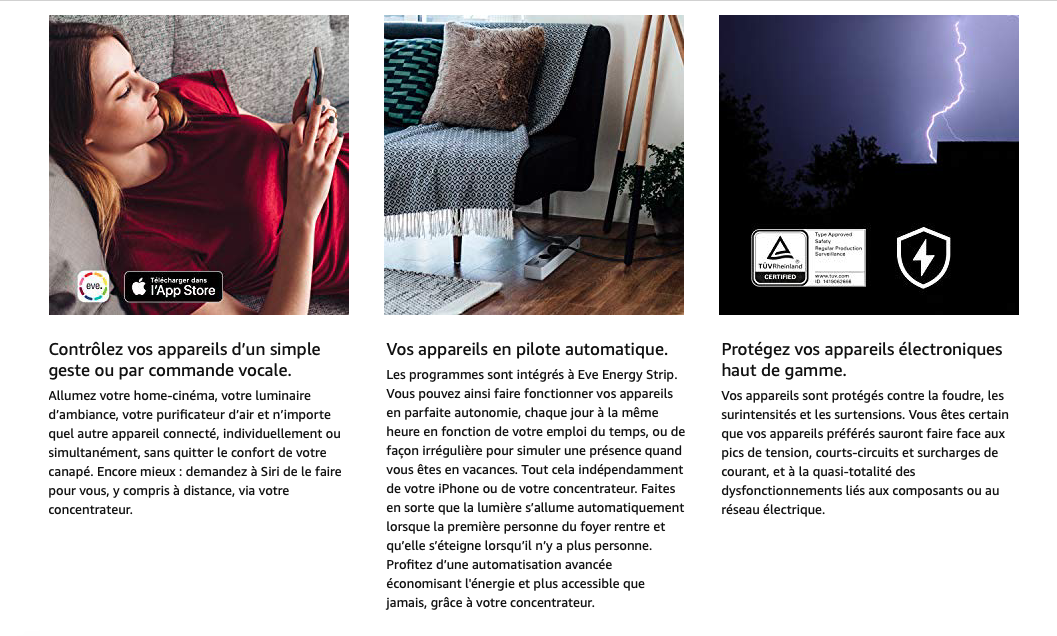 eve.
Télécharger dans
l'App Store
TÜVRheinland
CERTIFIED
Type Approved
Safety
Regular Production
Surveillance
www.tuv.com
ID 1419062666
Contrôlez vos appareils d’un simple
geste ou par commande vocale.
Allumez votre home-cinéma, votre luminaire
d’ambiance, votre purificateur d’air et n’importe
quel autre appareil connecté, individuellement ou
simultanément, sans quitter le confort de votre
canapé. Encore mieux : demandez à Siri de le faire
pour vous, y compris à distance, via votre
concentrateur.
Vos appareils en pilote automatique.
Les programmes sont intégrés à Eve Energy Strip.
Vous pouvez ainsi faire fonctionner vos appareils
en parfaite autonomie, chaque jour à la même
heure en fonction de votre emploi du temps, ou de
façon irrégulière pour simuler une présence quand
vous êtes en vacances. Tout cela indépendamment
de votre iPhone ou de votre concentrateur. Faites
en sorte que la lumière s’allume automatiquement
lorsque la première personne du foyer rentre et
qu’elle s’éteigne lorsqu’il n’y a plus personne.
Profitez d’une automatisation avancée
économisant l'énergie et plus accessible que
jamais, grâce à votre concentrateur.
Protégez vos appareils électroniques
haut de gamme.
Vos appareils sont protégés contre la foudre, les
surintensités et les surtensions. Vous êtes certain
que vos appareils préférés sauront faire face aux
pics de tension, courts-circuits et surcharges de
courant, et à la quasi-totalité des
dysfonctionnements liés aux composants ou au
réseau électrique.